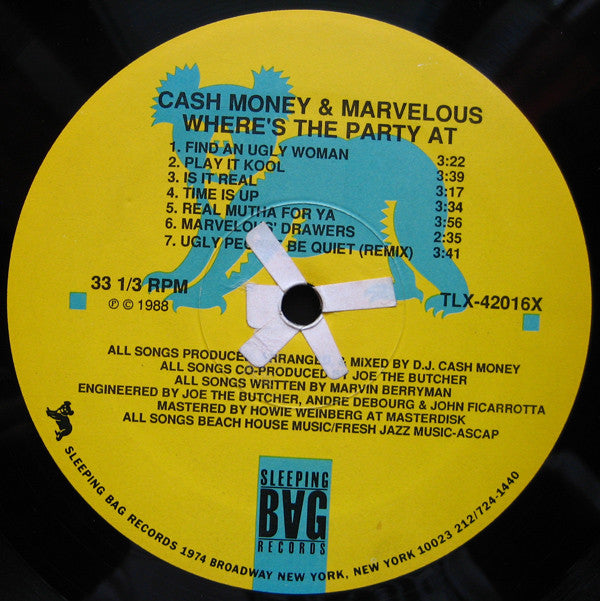 CASH MONEY & MARVELOUS
WHERE'S THE PARTY AT
1. FIND AN UGLY WOMAN 3:22
2. PLAY IT KOOL 3:39
3. IS IT REAL 3:17
4. TIME IS UP 3:34
5. REAL MUTHA FOR YA 3:56
6. MARVELOUS' DRAWERS 2:35
7. UGLY BE QUIET (REMIX) 3:41
33 1/3 RPM
℗ © 1988
TLX-42016X
ALL SONGS & MIXED BY D.J. CASH MONEY
ALL SONGS CO-PRODUCED BY JOE THE BUTCHER
ALL SONGS WRITTEN BY MARVIN BERRYMAN
ENGINEERED BY JOE THE BUTCHER, ANDRE DEBOURG & JOHN FICARROTTA
MASTERED BY HOWIE WEINBERG AT MASTERDISK
ALL SONGS BEACH HOUSE MUSIC/FRESH JAZZ MUSIC-ASCAP
SLEEPING
BAG
RECORDS
SLEEPING BAG RECORDS 1974 BROADWAY NEW YORK, NEW YORK 10023 212/724-1440